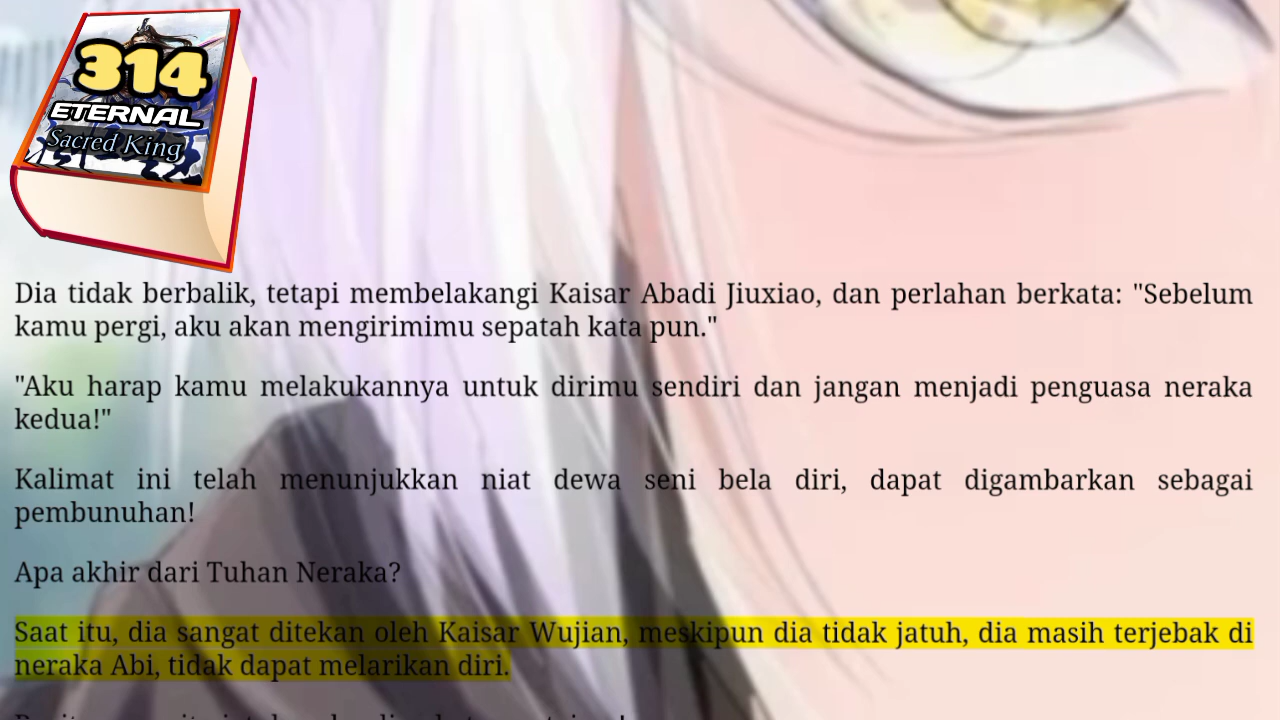 314
ETERNAL
Sacred King
Dia tidak berbalik, tetapi membelakangi Kaisar Abadi Jiuxiao, dan perlahan berkata: "Sebelum
kamu pergi, aku akan mengirimimu sepatah kata pun."
"Aku harap kamu melakukannya untuk dirimu sendiri dan jangan menjadi penguasa neraka
kedua!"
Kalimat ini telah menunjukkan niat dewa seni bela diri, dapat digambarkan sebagai
pembunuhan!
Apa akhir dari Tuhan Neraka?
Saat itu, dia sangat ditekan oleh Kaisar Wujian, meskipun dia tidak jatuh, dia masih terjebak di
neraka Abi, tidak dapat melarikan diri.